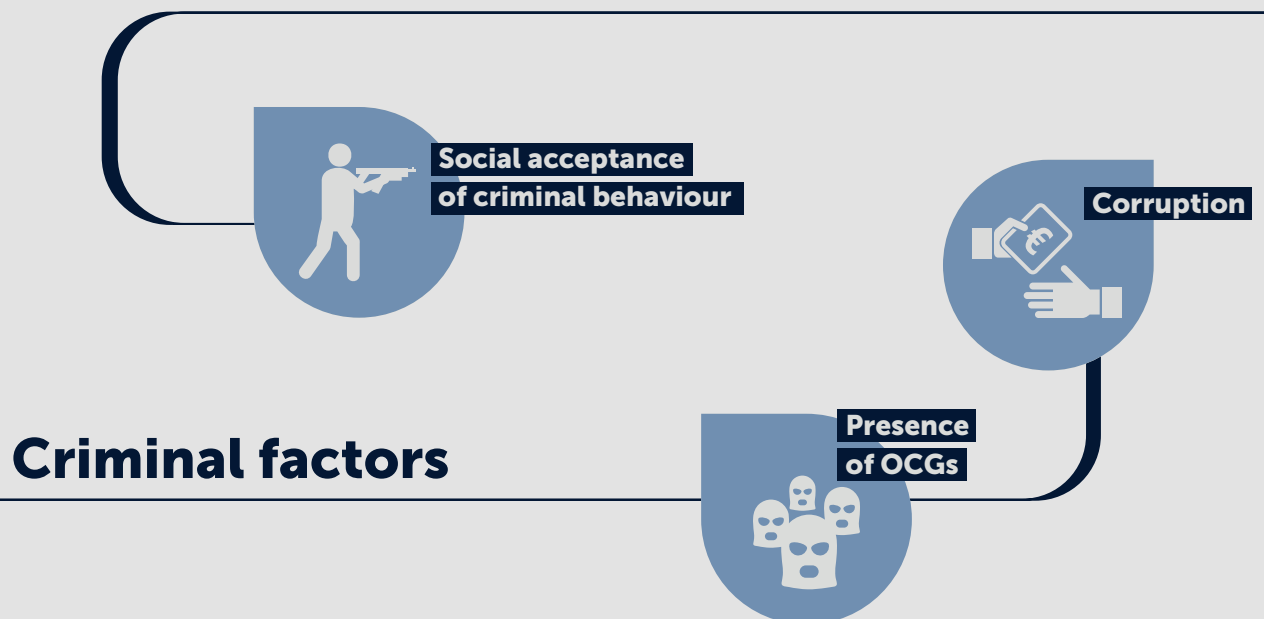 Social acceptance
of criminal behaviour
Corruption
Presence
of OCGs
Criminal factors
€